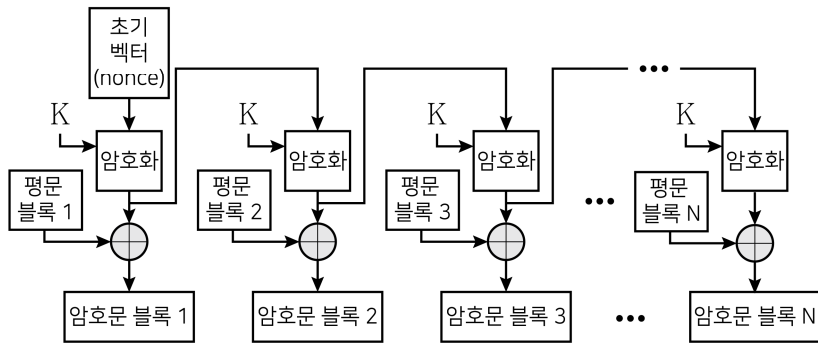 초기
벡터
(nonce)
K
K
K
K
암호화
암호화
암호화
암호화
평문
블록 1
평문
블록 2
평문
블록 3
평문
블록 N
암호문 블록 1
암호문 블록 2
암호문 블록 3
암호문 블록 N